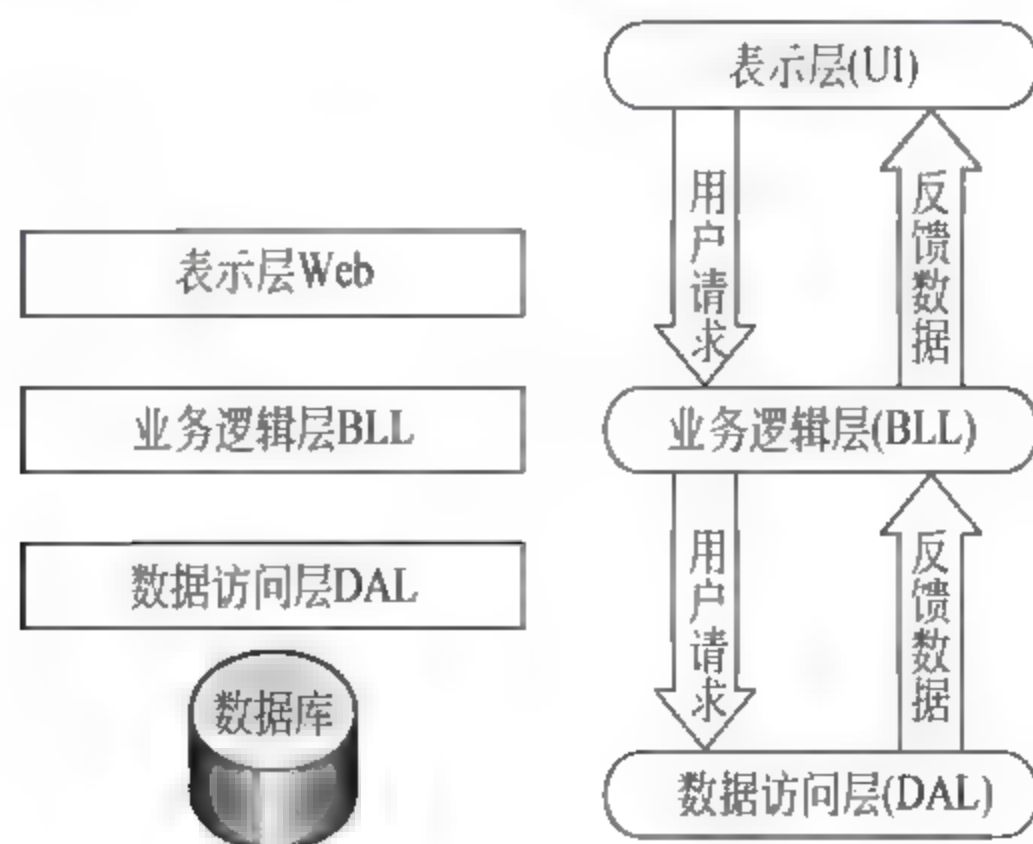 表示层Web
业务逻辑层BLL
数据访问层DAL
数据库
表示层(UI)
用户请求
反馈数据
业务逻辑层(BLL)
用户请求
反馈数据
数据访问层(DAL)